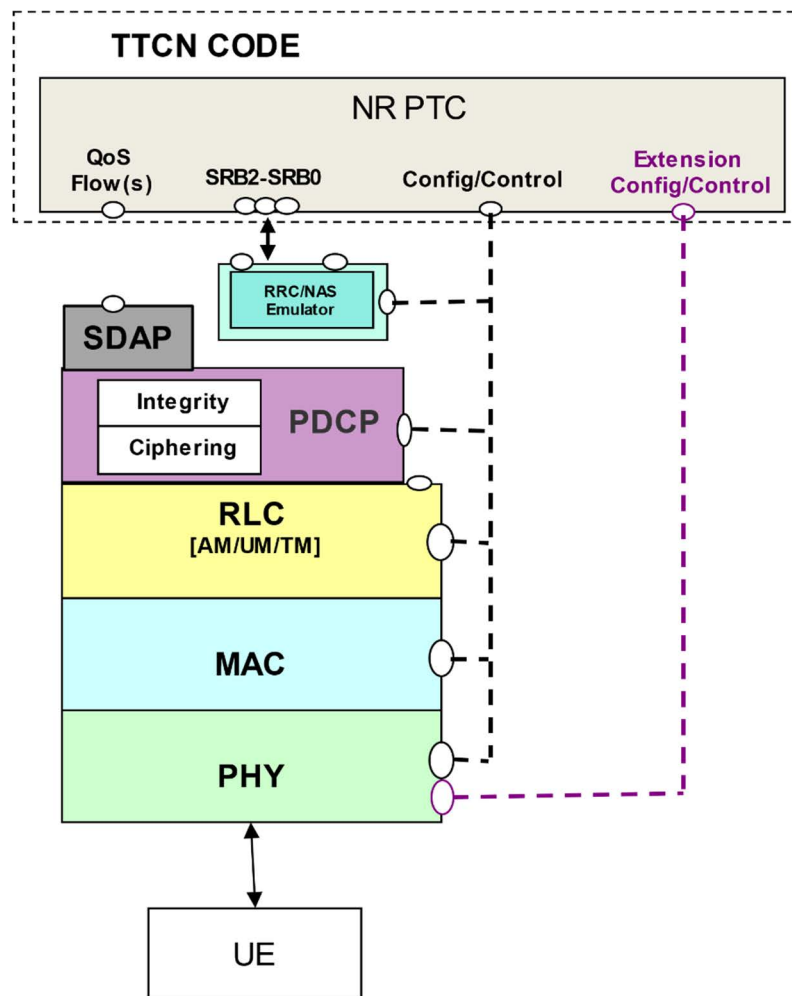 TTCN CODE
NR PTC
QoS
Flow(s)
SRB2-SRB0
Config/Control
Extension
Config/Control
RRC/NAS
Emulator
SDAP
Integrity
Ciphering
PDCP
RLC
[AM/UM/TM]
MAC
PHY
UE